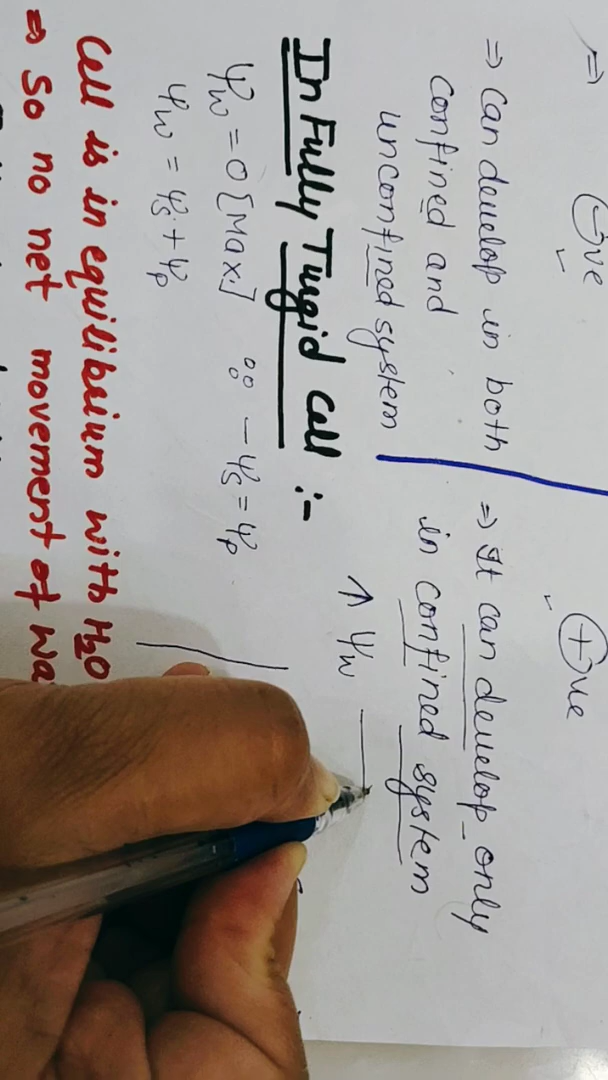 ⇒
⊖ve
⊕ve
⇒ can develop in both
confined and
unconfined system
⇒ It can develop only
in confined system
In Fully Turgid Call :-
↑ Ψw
Ψw = 0 [Max.] ∴ -Ψs = Ψp
Ψw = Ψs + Ψp
Cell is in equilibrium with H2O
⇒ So no net movement of wa